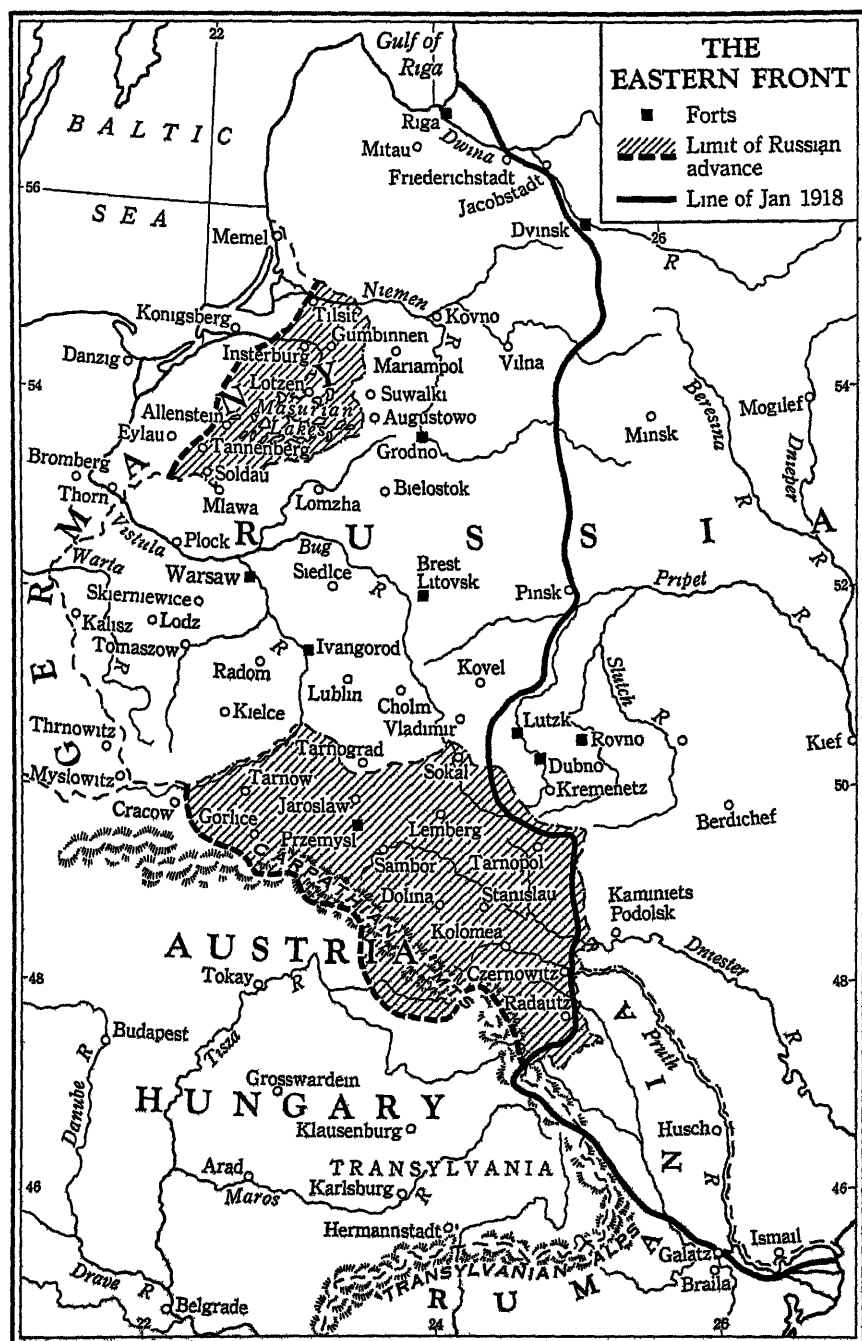 THE
EASTERN FRONT
Forts
Limit of Russian
advance
Line of Jan 1918
22
Gulf of
Riga
BALTIC
SEA
Riga
Dwina
Mitau
Friederichstadt
Jacobstadt
56
Memel
Dvinsk
26
R
Niemen
Tilsit
Konigsberg
Kovno
R
Gumbinnen
Danzig
Insterburg
Mariampol
Vilna
54
54
Lotzen
Suwalki
Beresina
Mogilef
Allenstein
Masurian
Lakes
Augustowo
Minsk
Eylau
Tannenberg
Grodno
Dnieper
Bromberg
Soldau
Thorn
Mlawa
Lomzha
Bielostok
R
Vistula
RUSSIA
Plock
Bug
R
Warta
Warsaw
Siedlce
R
Brest
Litovsk
Pinsk
Pripet
52
R
Skierniewice
Kalisz
Lodz
Tomaszow
R
Ivangorod
R
Radom
Lublin
Kovel
Slutch
Cholm
Kielce
Vladimir
Lutzk
R
Thrnowitz
Rovno
Kief
Tarnograd
Sokal
Dubno
GERMANY
Myslowitz
Tarnow
Kremenetz
50
Cracow
Jaroslaw
Berdichef
Gorlice
Lemberg
Przemysl
CARPATHIAN MTS
Sambor
Tarnopol
Dolina
Stanislau
Kaminiets
Podolsk
Kolomea
AUSTRIA
Dniester
48
Tokay
R
Czernowitz
Radautz
R
Budapest
R
Tisza
Pruth
Danube
Grosswardein
HUNGARY
Klausenburg
Husch
R
TRANSYLVANIA
Arad
46
Maros
Karlsburg
R
46
Hermannstadt
Ismail
Galatz
TRANSYLVANIAN ALPS
Braila
Drave
R
RUMANIA
Belgrade
22
24
26